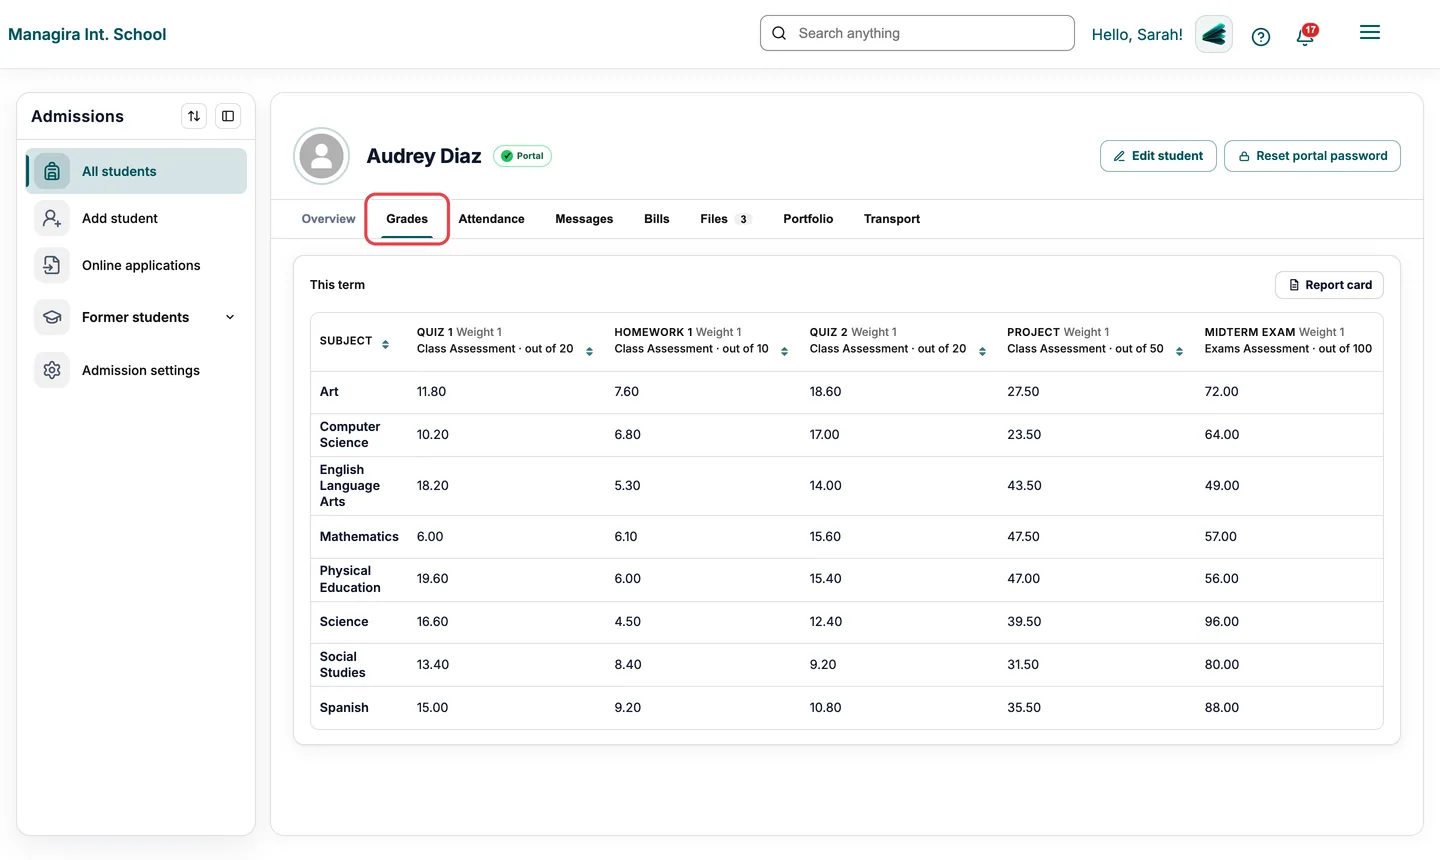 Managira Int. School
Search anything
Hello, Sarah!
17
Admissions
All students
Add student
Online applications
Former students
Admission settings
Audrey Diaz
Portal
Edit student
Reset portal password
Overview Grades Attendance Messages Bills Files 3 Portfolio Transport
This term
Report card
SUBJECT
QUIZ 1 Weight 1
Class Assessment · out of 20
HOMEWORK 1 Weight 1
Class Assessment · out of 10
QUIZ 2 Weight 1
Class Assessment · out of 20
PROJECT Weight 1
Class Assessment · out of 50
MIDTERM EXAM Weight 1
Exams Assessment · out of 100
Art 11.80 7.60 18.60 27.50 72.00
Computer
Science 10.20 6.80 17.00 23.50 64.00
English
Language
Arts 18.20 5.30 14.00 43.50 49.00
Mathematics 6.00 6.10 15.60 47.50 57.00
Physical
Education 19.60 6.00 15.40 47.00 56.00
Science 16.60 4.50 12.40 39.50 96.00
Social
Studies 13.40 8.40 9.20 31.50 80.00
Spanish 15.00 9.20 10.80 35.50 88.00